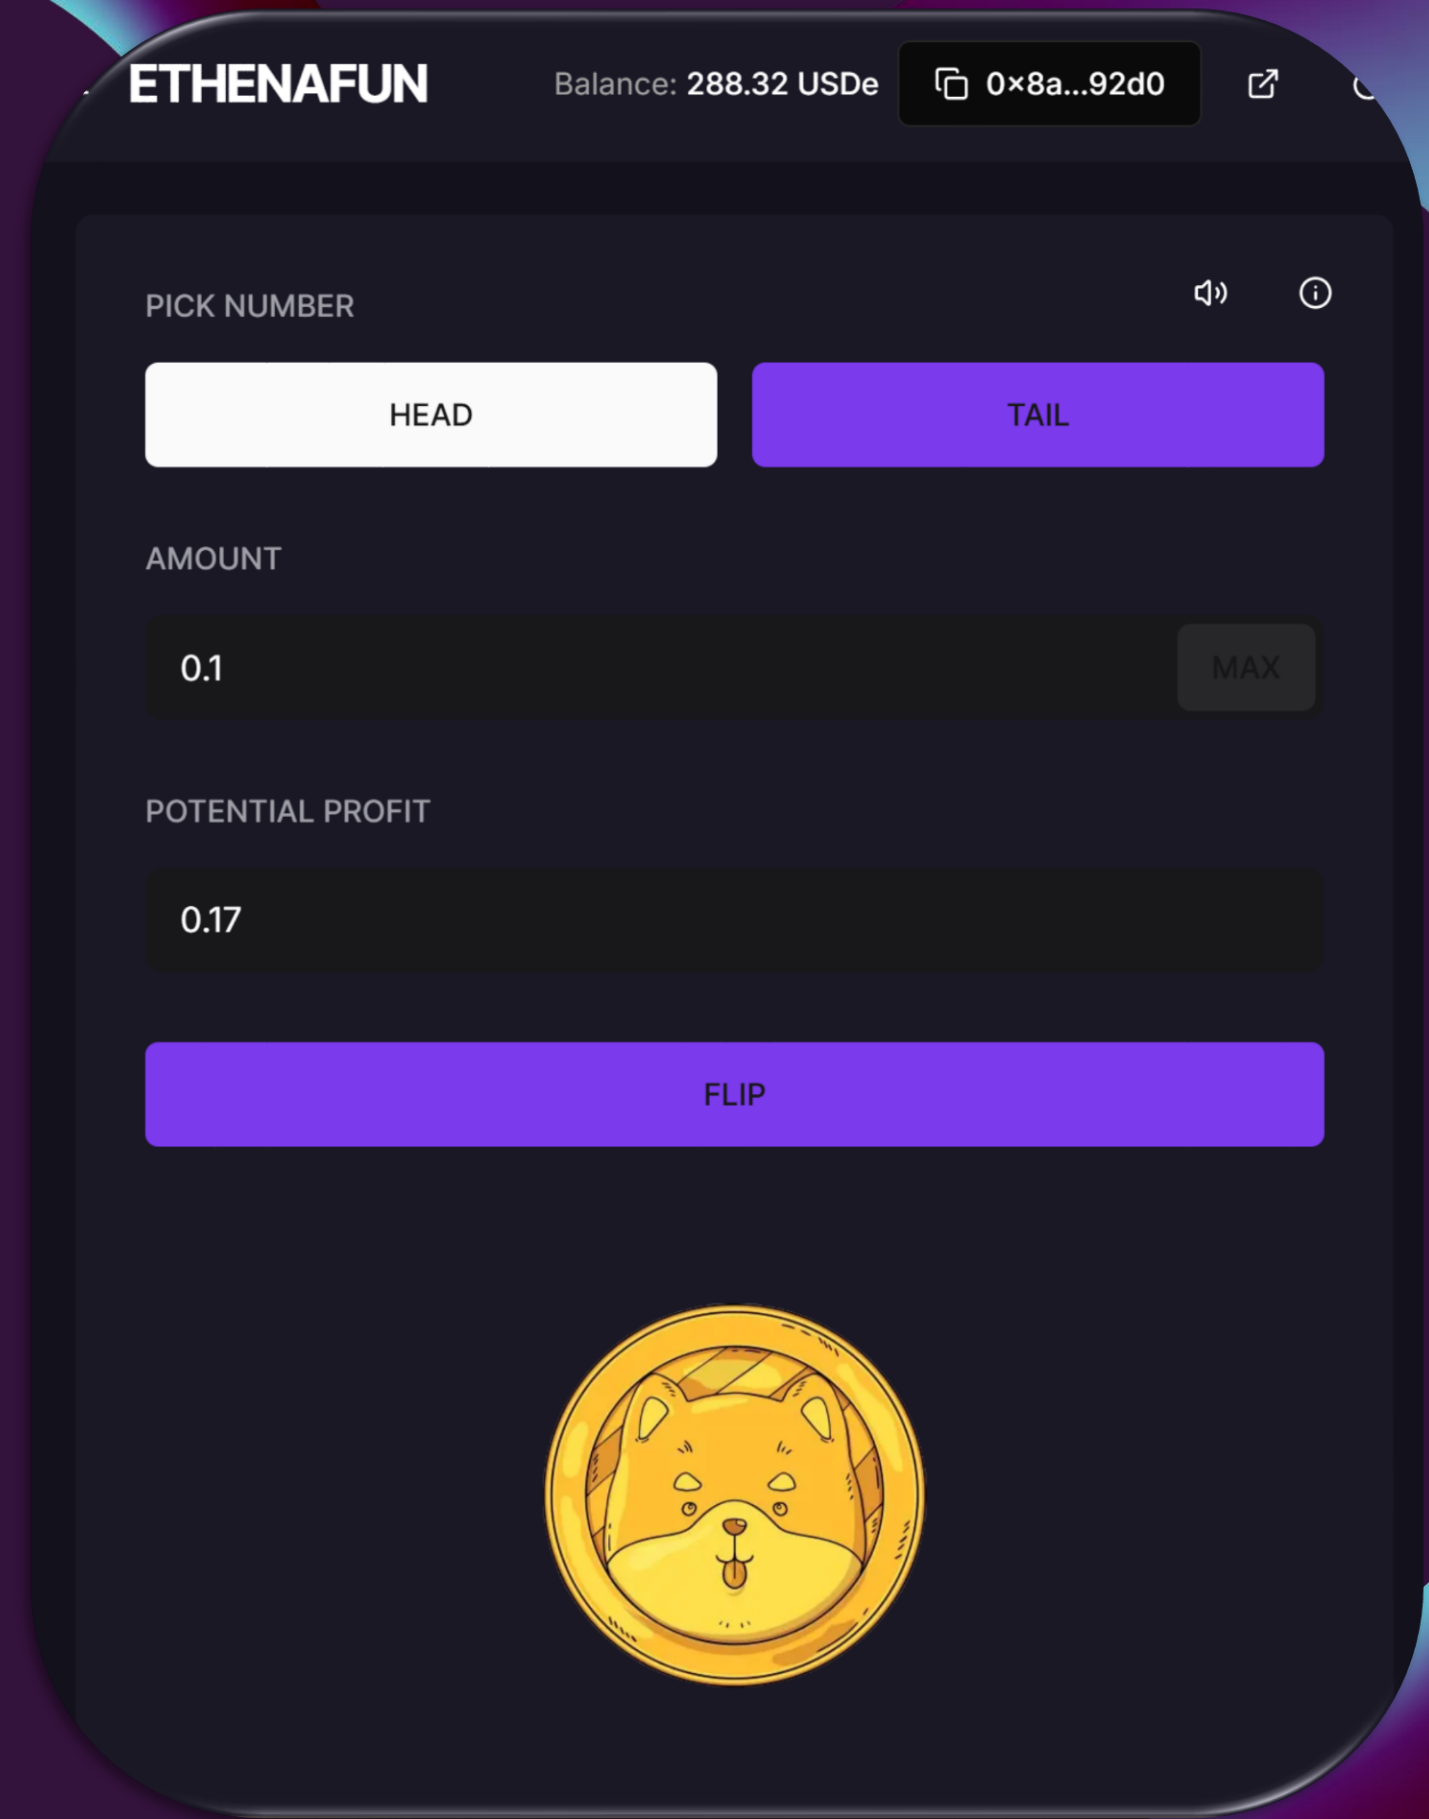 ETHENAFUN
Balance: 288.32 USDe
0x8a...92d0
PICK NUMBER
HEAD
TAIL
AMOUNT
0.1
MAX
POTENTIAL PROFIT
0.17
FLIP